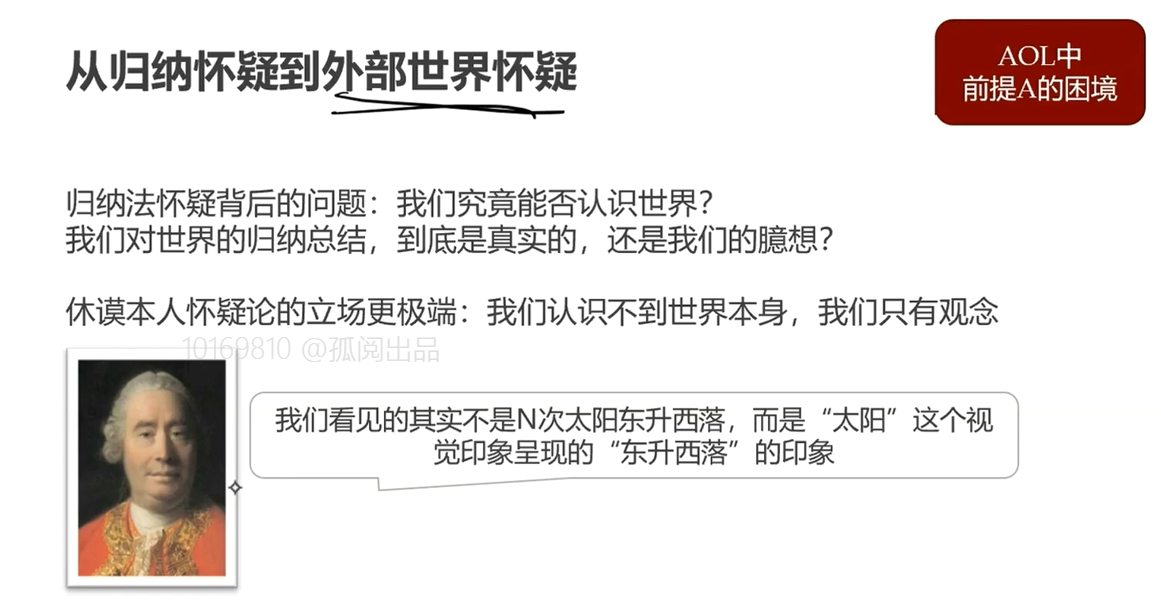 从归纳怀疑到外部世界怀疑
AOL中
前提A的困境
归纳法怀疑背后的问题：我们究竟能否认识世界？
我们对世界的归纳总结，到底是真实的，还是我们的臆想？
休谟本人怀疑论的立场更极端：我们认识不到世界本身，我们只有观念
10169810 @孤阅出品
我们看见的其实不是N次太阳东升西落，而是“太阳”这个视
觉印象呈现的“东升西落”的印象